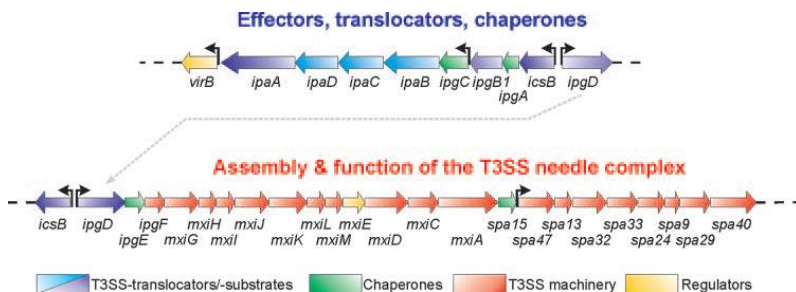 Effectors, translocators, chaperones
virB ipaA ipaD ipaC ipaB ipgC ipgB1 icsB ipgD
ipgA
Assembly & function of the T3SS needle complex
icsB ipgD ipgF mxiH mxiJ mxiL mxiE mxiC spa15 spa13 spa33 spa9 spa40
ipgE mxiG mxiI mxiK mxiM mxiD mxiA spa47 spa32 spa24 spa29
T3SS-translocators/-substrates Chaperones T3SS machinery Regulators